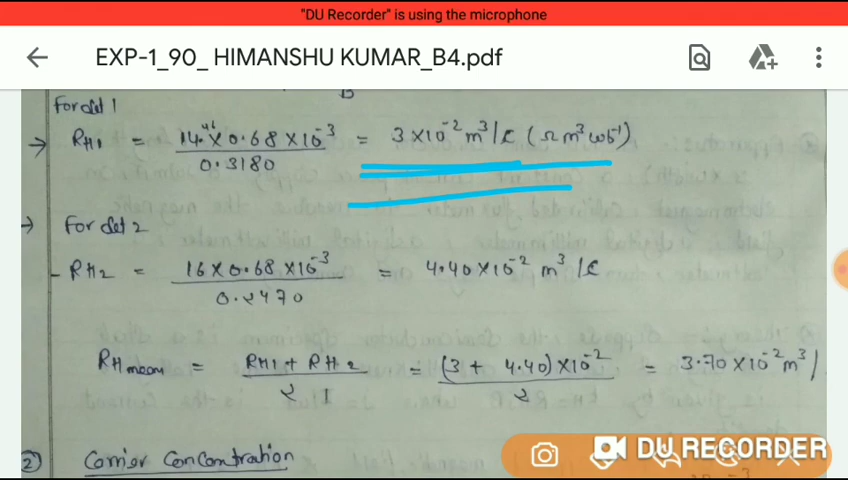 "DU Recorder" is using the microphone
EXP-1_90_ HIMANSHU KUMAR_B4.pdf
B
For set 1
→ RH1 = 14.46 × 0.68 × 10⁻³ / 0.3180 = 3 × 10⁻² m³/C (Ω m³ wb⁻¹)
→ For set 2
- RH2 = 16 × 0.68 × 10⁻³ / 0.2470 = 4.40 × 10⁻² m³/C
RH mean = RH1 + RH2 / 2 = (3 + 4.40) × 10⁻² / 2 = 3.70 × 10⁻² m³/
2) Carrier Concentration
DU RECORDER